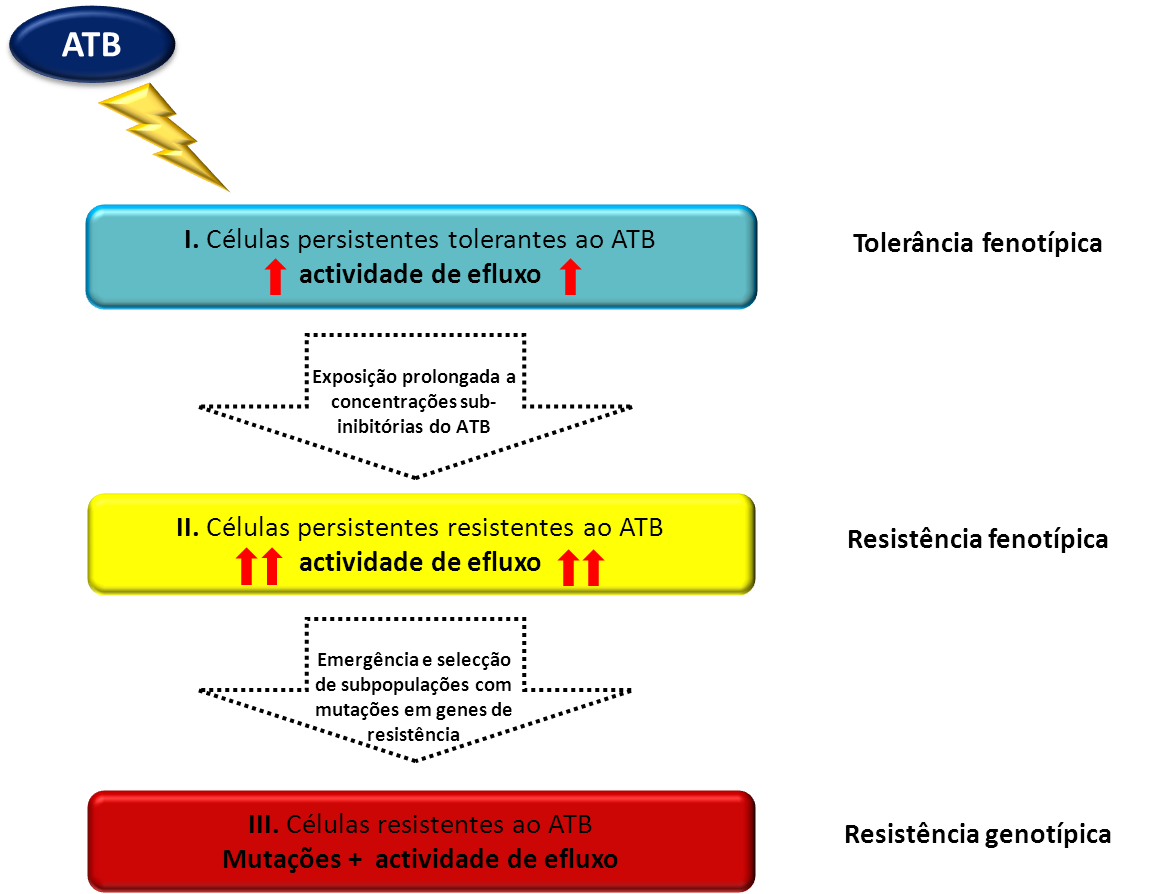 ATB
I. Células persistentes tolerantes ao ATB
actividade de efluxo
Tolerância fenotípica
Exposição prolongada a
concentrações sub-
inibitórias do ATB
II. Células persistentes resistentes ao ATB
actividade de efluxo
Resistência fenotípica
Emergência e selecção
de subpopulações com
mutações em genes de
resistência
III. Células resistentes ao ATB
Mutações + actividade de efluxo
Resistência genotípica